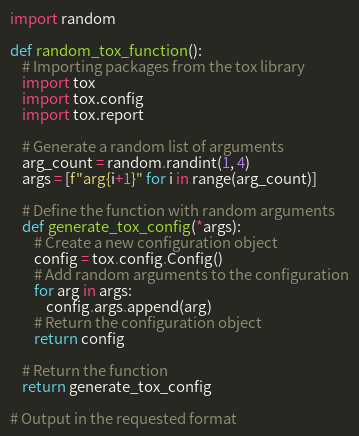 import random

def random_tox_function():
    # Importing packages from the tox library
    import tox
    import tox.config
    import tox.report

    # Generate a random list of arguments
    arg_count = random.randint(1, 4)
    args = [f"arg{i+1}" for i in range(arg_count)]

    # Define the function with random arguments
    def generate_tox_config(*args):
        # Create a new configuration object
        config = tox.config.Config()
        # Add random arguments to the configuration
        for arg in args:
            config.args.append(arg)
        # Return the configuration object
        return config

    # Return the function
    return generate_tox_config

# Output in the requested format